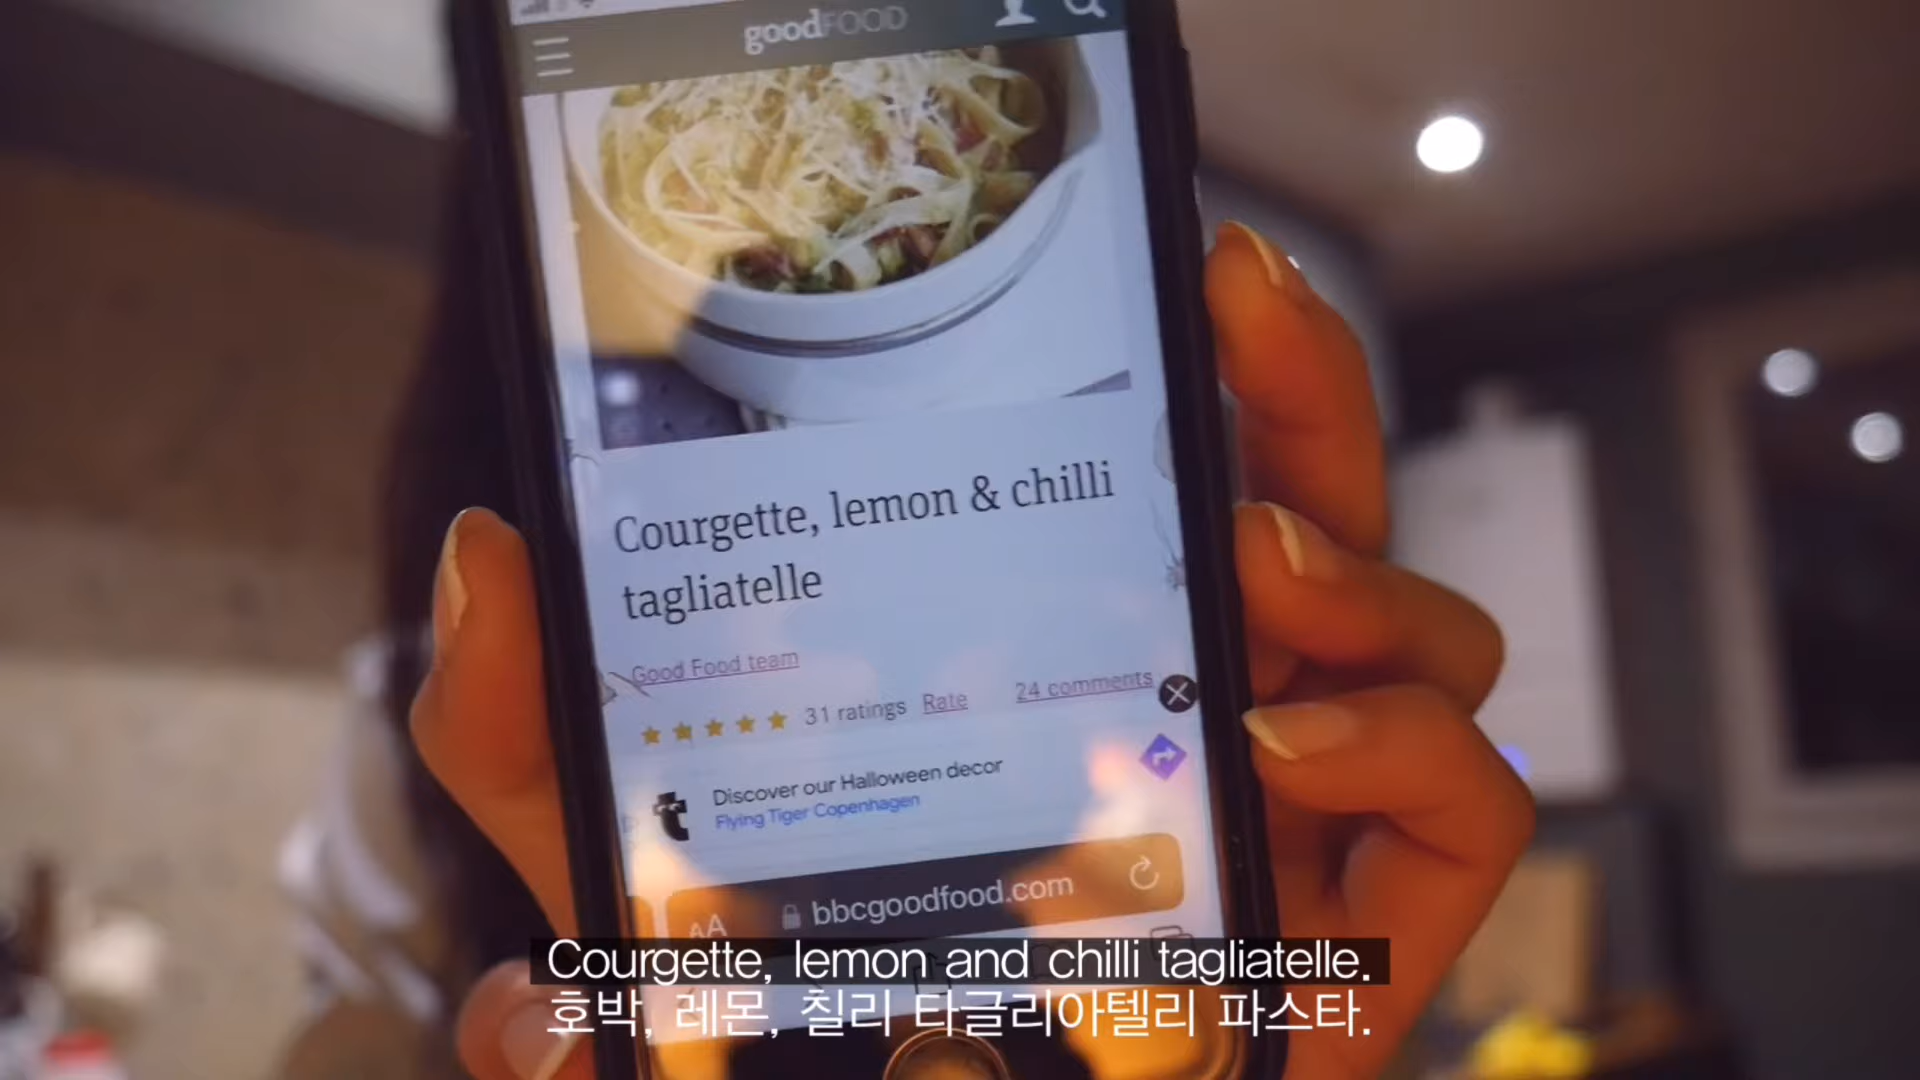 goodFOOD
Courgette, lemon & chilli
tagliatelle
Good Food team
31 ratings Rate 24 comments
Discover our Halloween decor
Flying Tiger Copenhagen
AA bbcgoodfood.com
Courgette, lemon and chilli tagliatelle.
호박, 레몬, 칠리 타글리아텔리 파스타.